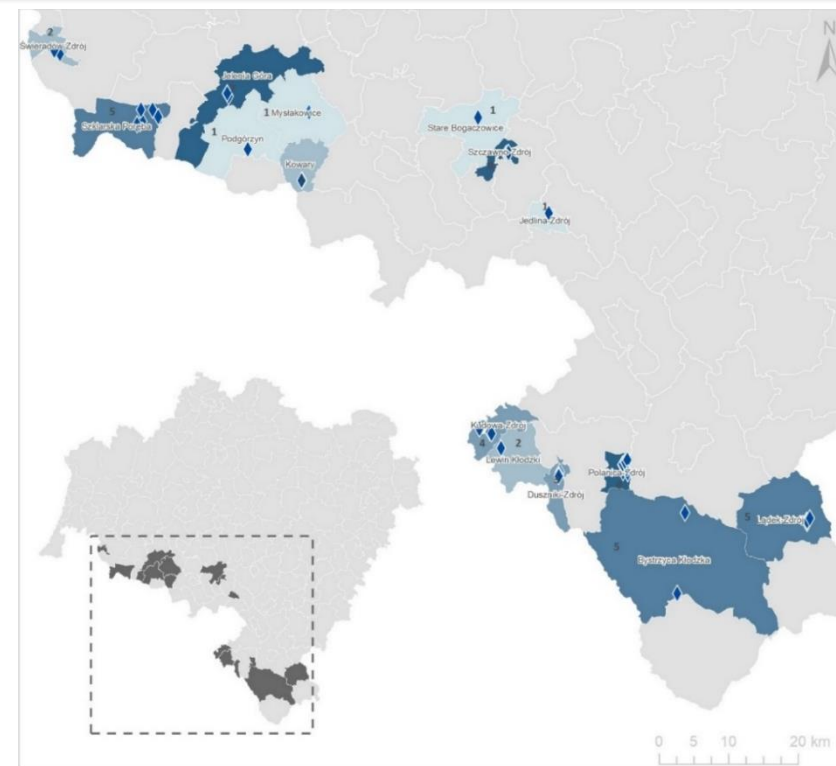 N
2
Świeradów-Zdrój
Jelenia Góra
5
Szklarska Poręba
1 Mysłakowice
1
Podgórzyn
Kowary
1
Stare Bogaczowice
Szczawno-Zdrój
1
Jedlina-Zdrój
Kudowa-Zdrój
4
2
Lewin Kłodzki
Duszniki-Zdrój
Polanica-Zdrój
5
Lądek-Zdrój
5
Bystrzyca Kłodzka
0 5 10 20 km